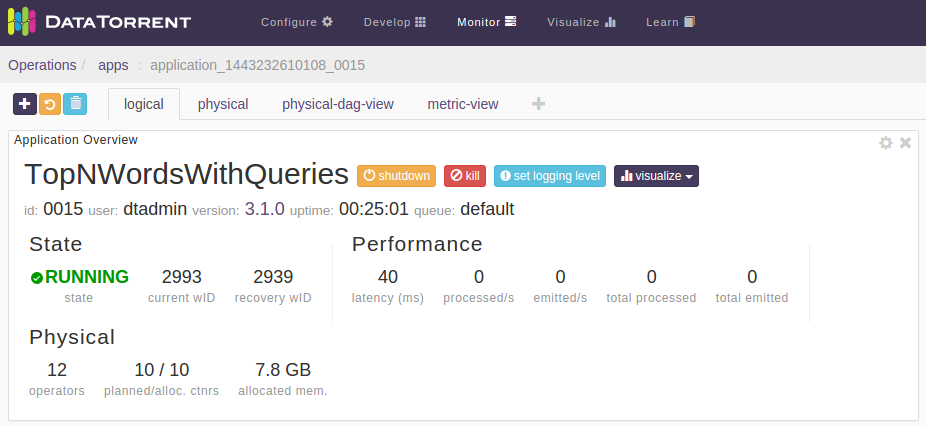 DATATORRENT Configure Develop Monitor Visualize Learn
Operations / apps : application_1443232610108_0015
logical physical physical-dag-view metric-view
Application Overview
TopNWordsWithQueries shutdown kill set logging level visualize
id: 0015 user: dtadmin version: 3.1.0 uptime: 00:25:01 queue: default
State Performance
RUNNING 2993 2939 40 0 0 0 0
state current wID recovery wID latency (ms) processed/s emitted/s total processed total emitted
Physical
12 10 / 10 7.8 GB
operators planned/alloc. ctnrs allocated mem.